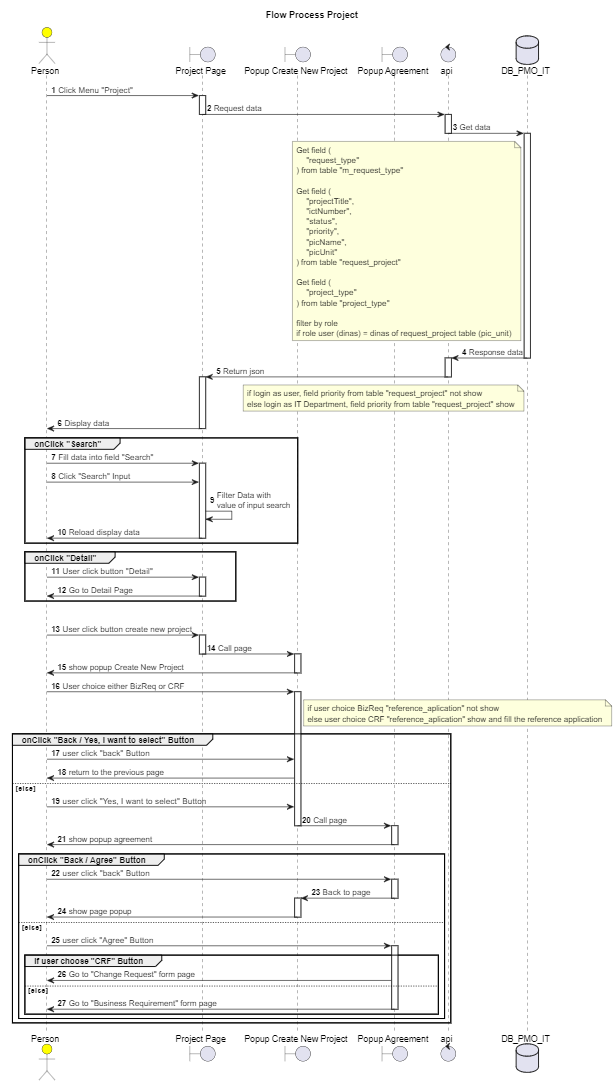 Flow Process Project
Person
Project Page
Popup Create New Project
Popup Agreement
api
DB_PMO_IT
1 Click Menu "Project"
2 Request data
3 Get data
Get field (
"request_type"
) from table "m_request_type"
Get field (
"projectTitle",
"ictNumber",
"status",
"priority",
"picName",
"picUnit"
) from table "request_project"
Get field (
"project_type"
) from table "project_type"
filter by role
if role user (dinas) = dinas of request_project table (pic_unit)
4 Response data
5 Return json
if login as user, field priority from table "request_project" not show
else login as IT Department, field priority from table "request_project" show
6 Display data
onClick "Search"
7 Fill data into field "Search"
8 Click "Search" Input
9 Filter Data with
value of input search
10 Reload display data
onClick "Detail"
11 User click button "Detail"
12 Go to Detail Page
13 User click button create new project
14 Call page
15 show popup Create New Project
16 User choice either BizReq or CRF
if user choice BizReq "reference_aplication" not show
else user choice CRF "reference_aplication" show and fill the reference application
onClick "Back / Yes, I want to select" Button
17 user click "back" Button
18 return to the previous page
[else]
19 user click "Yes, I want to select" Button
20 Call page
21 show popup agreement
onClick "Back / Agree" Button
22 user click "back" Button
23 Back to page
24 show page popup
[else]
25 user click "Agree" Button
If user choose "CRF" Button
26 Go to "Change Request" form page
[else]
27 Go to "Business Requirement" form page
Person
Project Page
Popup Create New Project
Popup Agreement
api
DB_PMO_IT